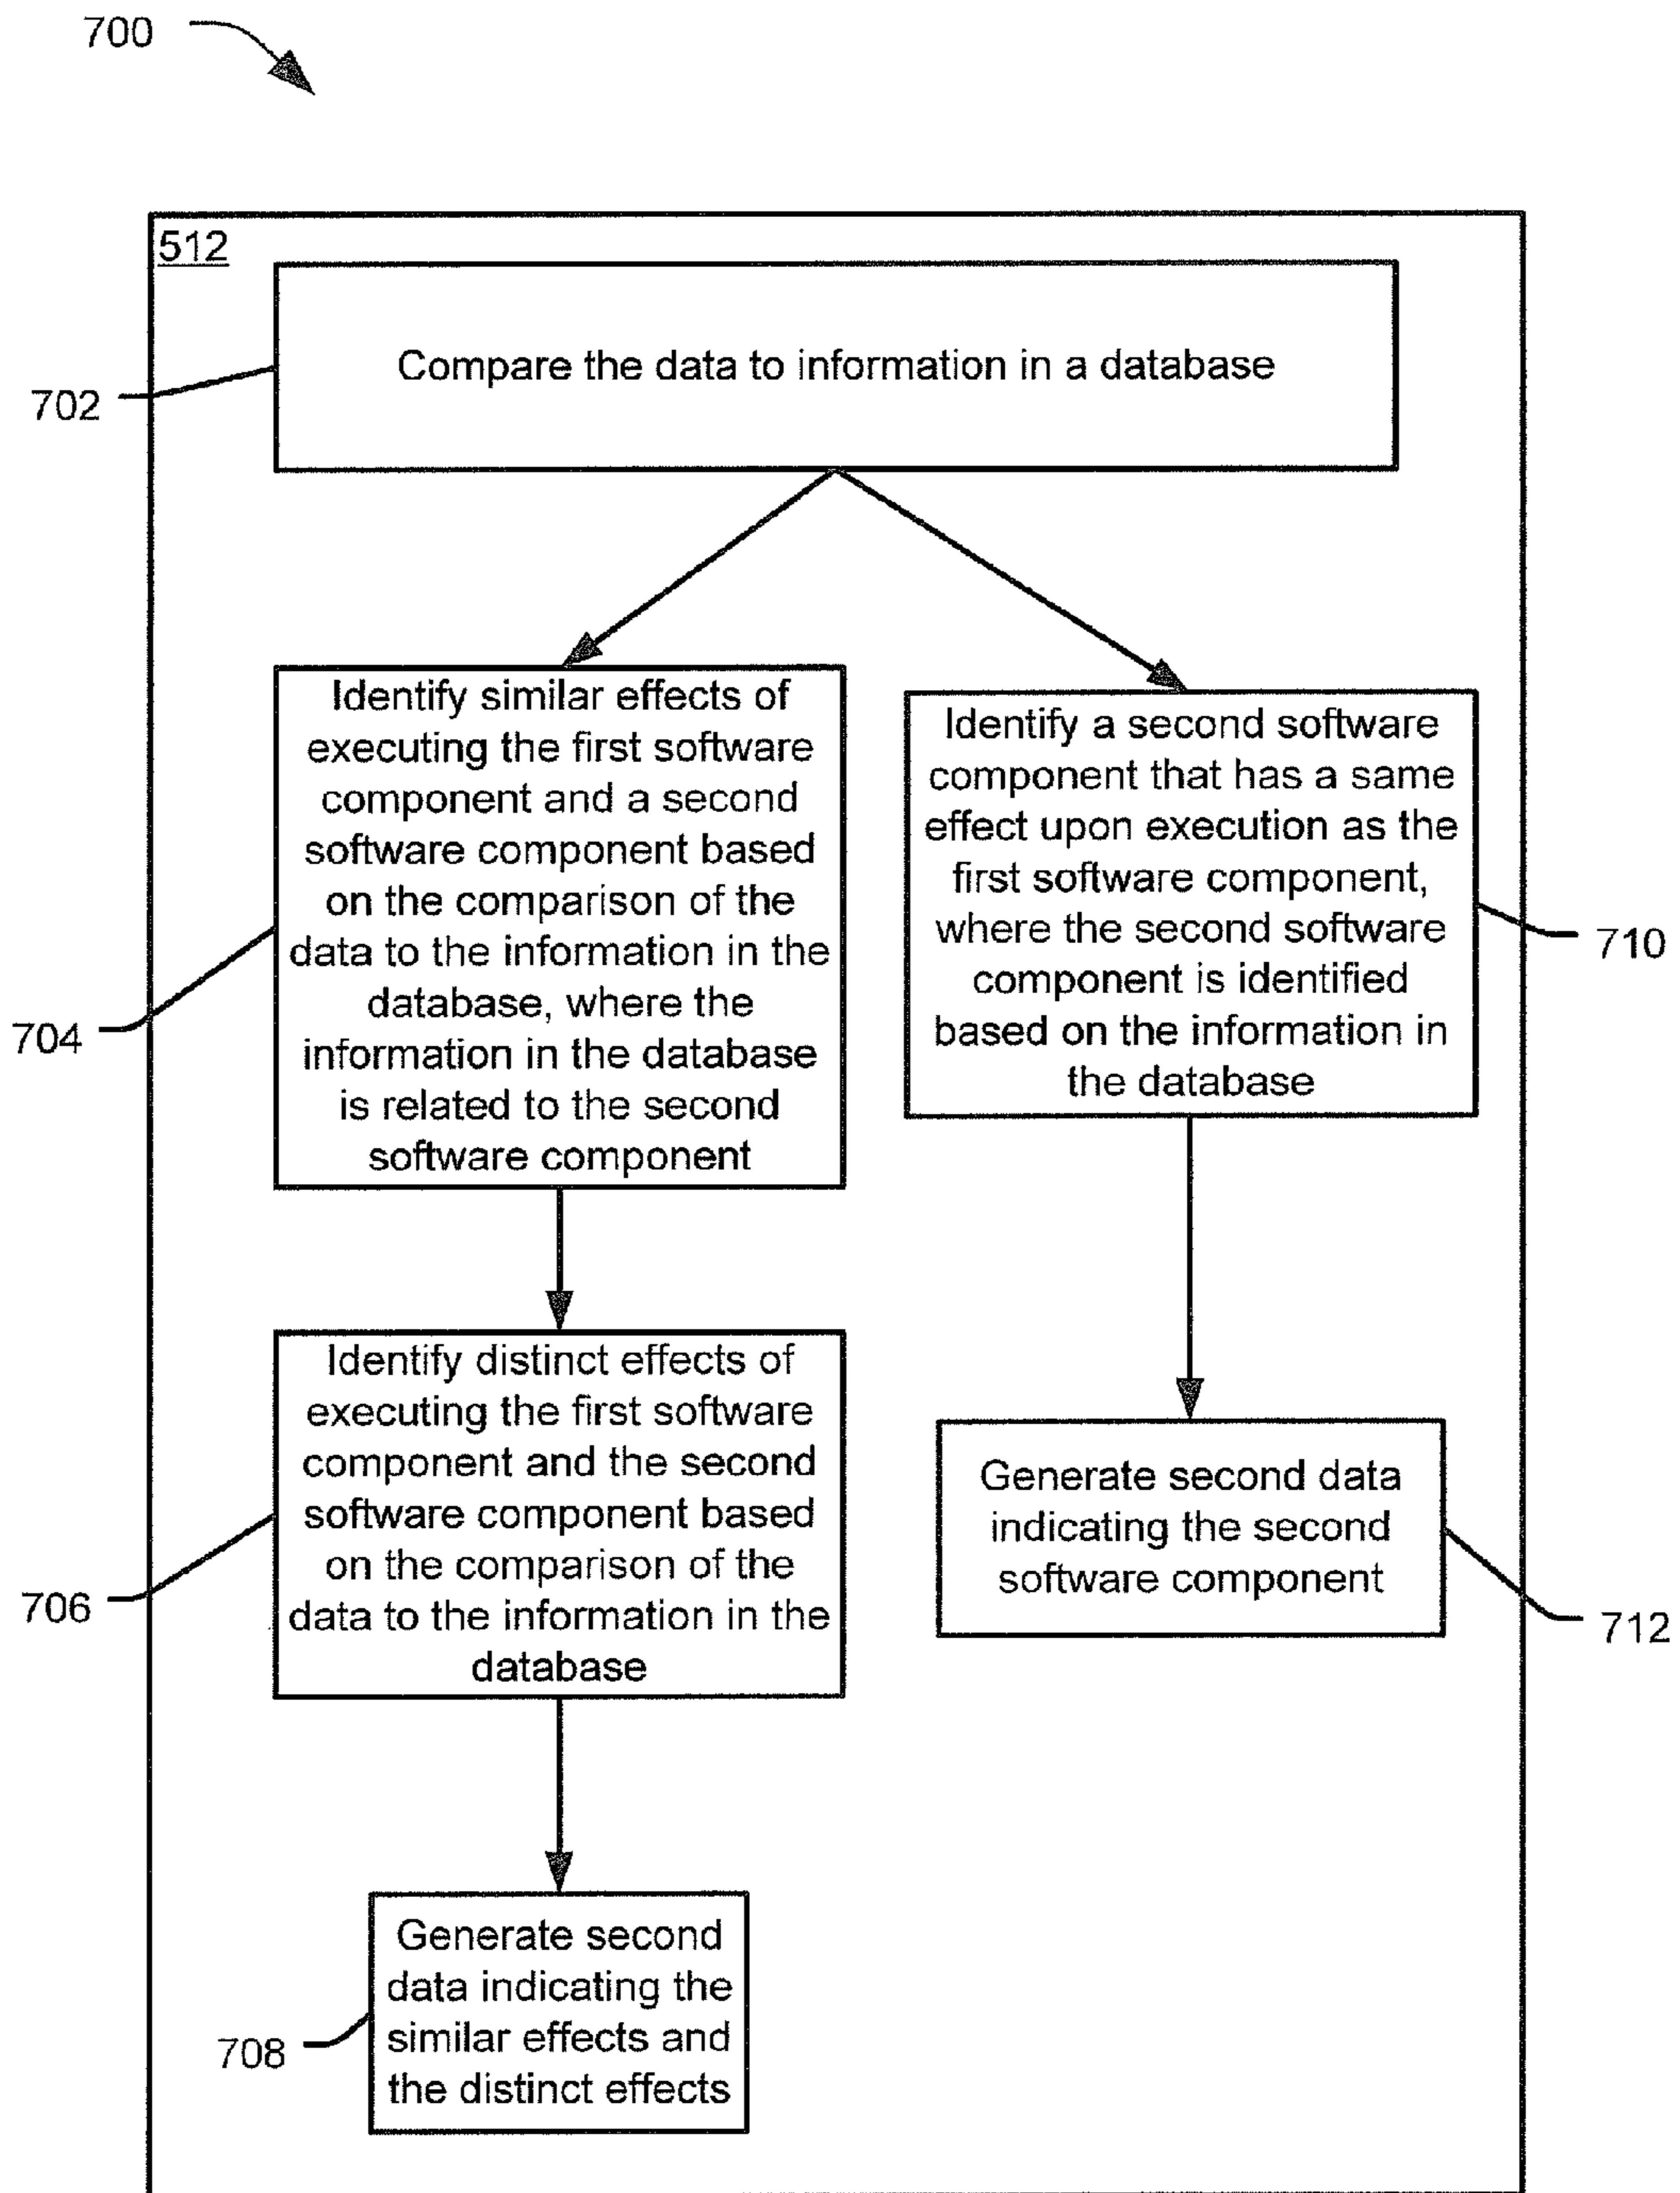 700
512
Compare the data to information in a database
702
Identify similar effects of
executing the first software
component and a second
software component based
on the comparison of the
data to the information in the
database, where the
information in the database
is related to the second
software component
704
Identify a second software
component that has a same
effect upon execution as the
first software component,
where the second software
component is identified
based on the information in
the database
710
Identify distinct effects of
executing the first software
component and the second
software component based
on the comparison of the
data to the information in the
database
706
Generate second data
indicating the second
software component
712
Generate second
data indicating the
similar effects and
the distinct effects
708